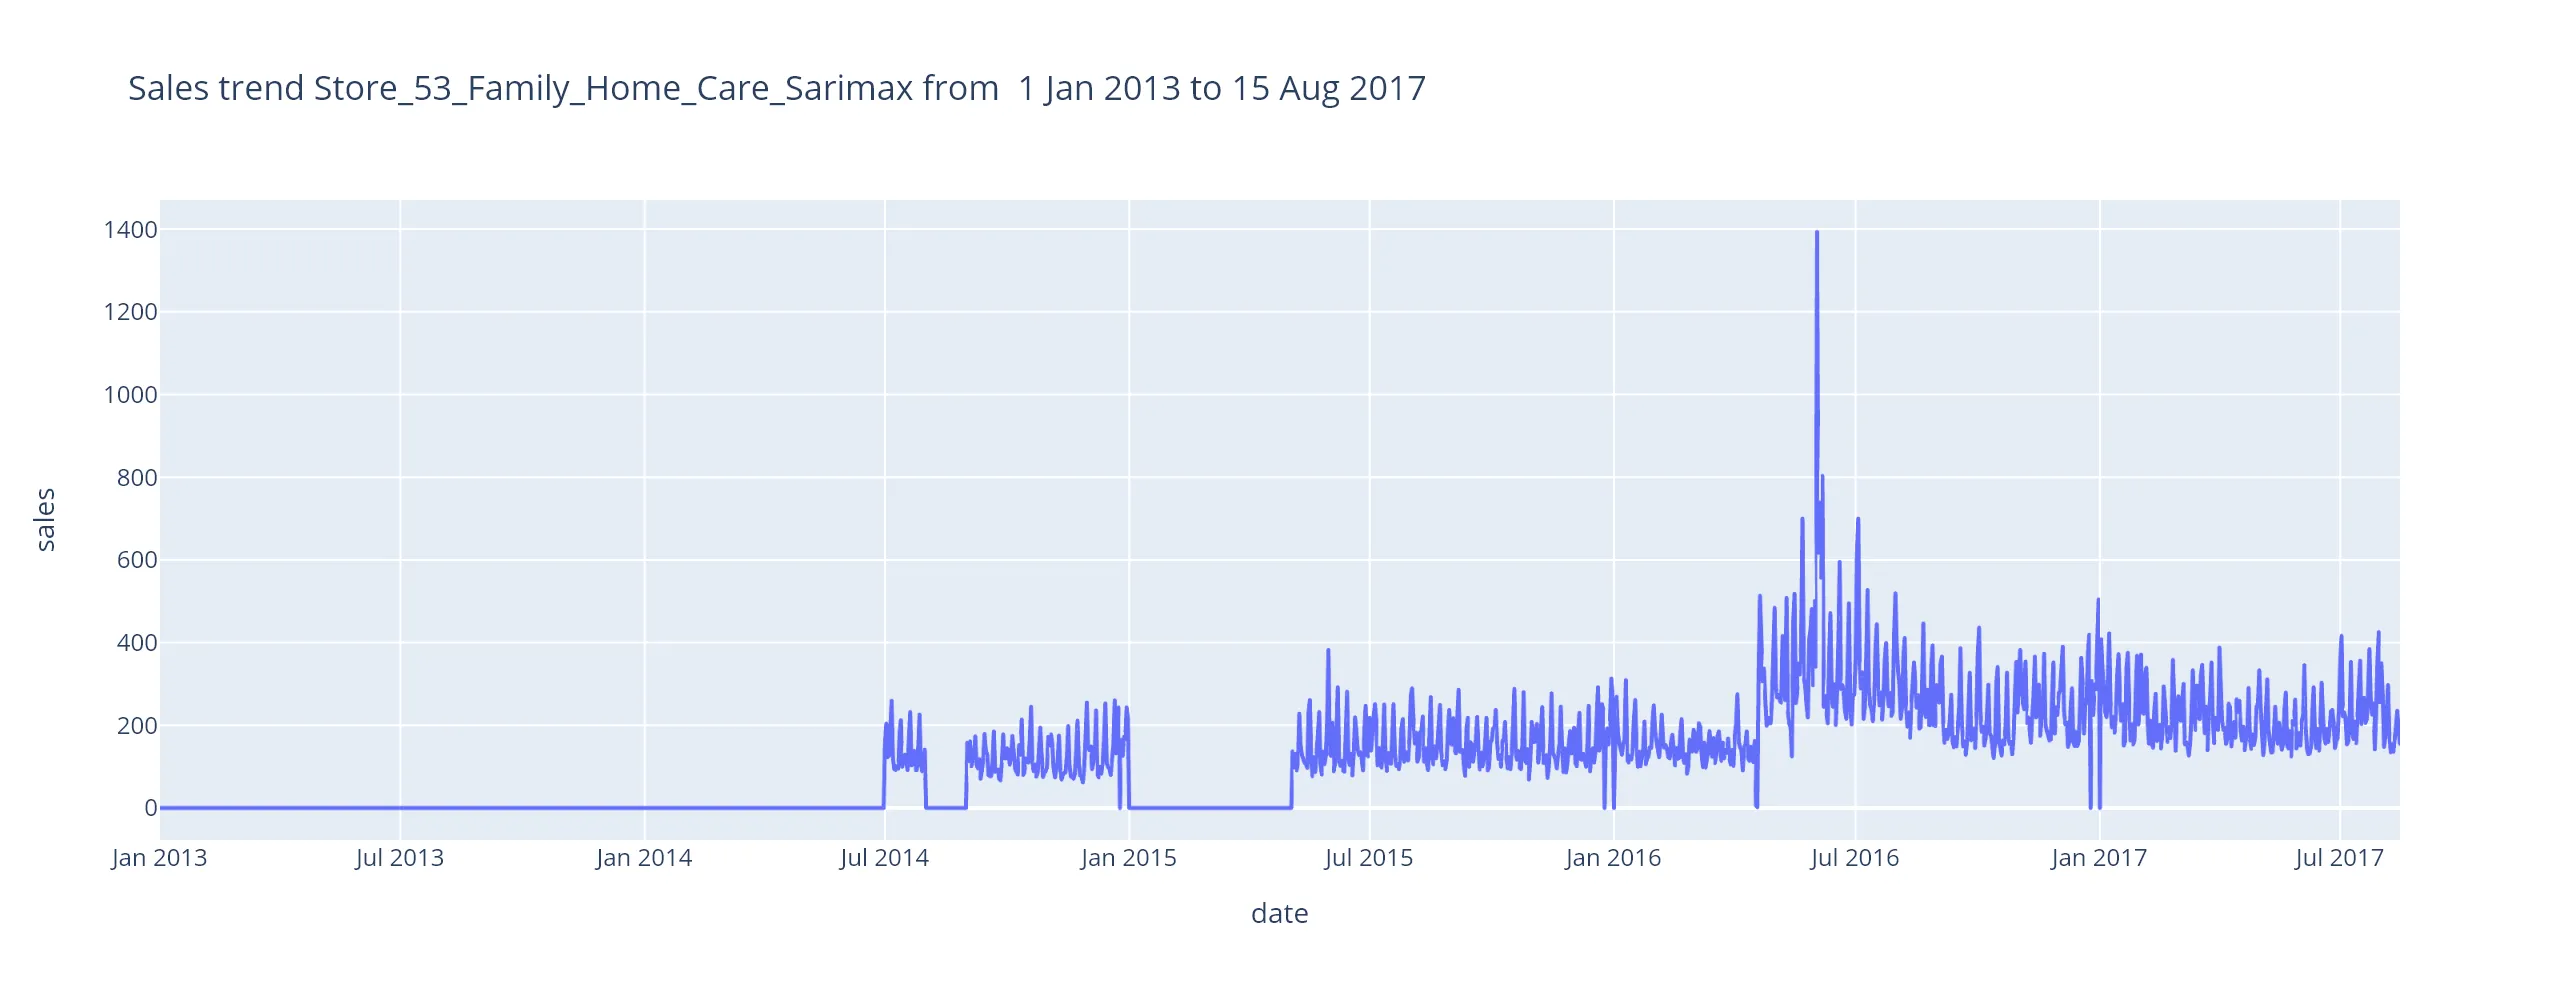 Sales trend Store_53_Family_Home_Care_Sarimax from  1 Jan 2013 to 15 Aug 2017
1400
1200
1000
800
600
400
200
0
sales
Jan 2013 Jul 2013 Jan 2014 Jul 2014 Jan 2015 Jul 2015 Jan 2016 Jul 2016 Jan 2017 Jul 2017
date